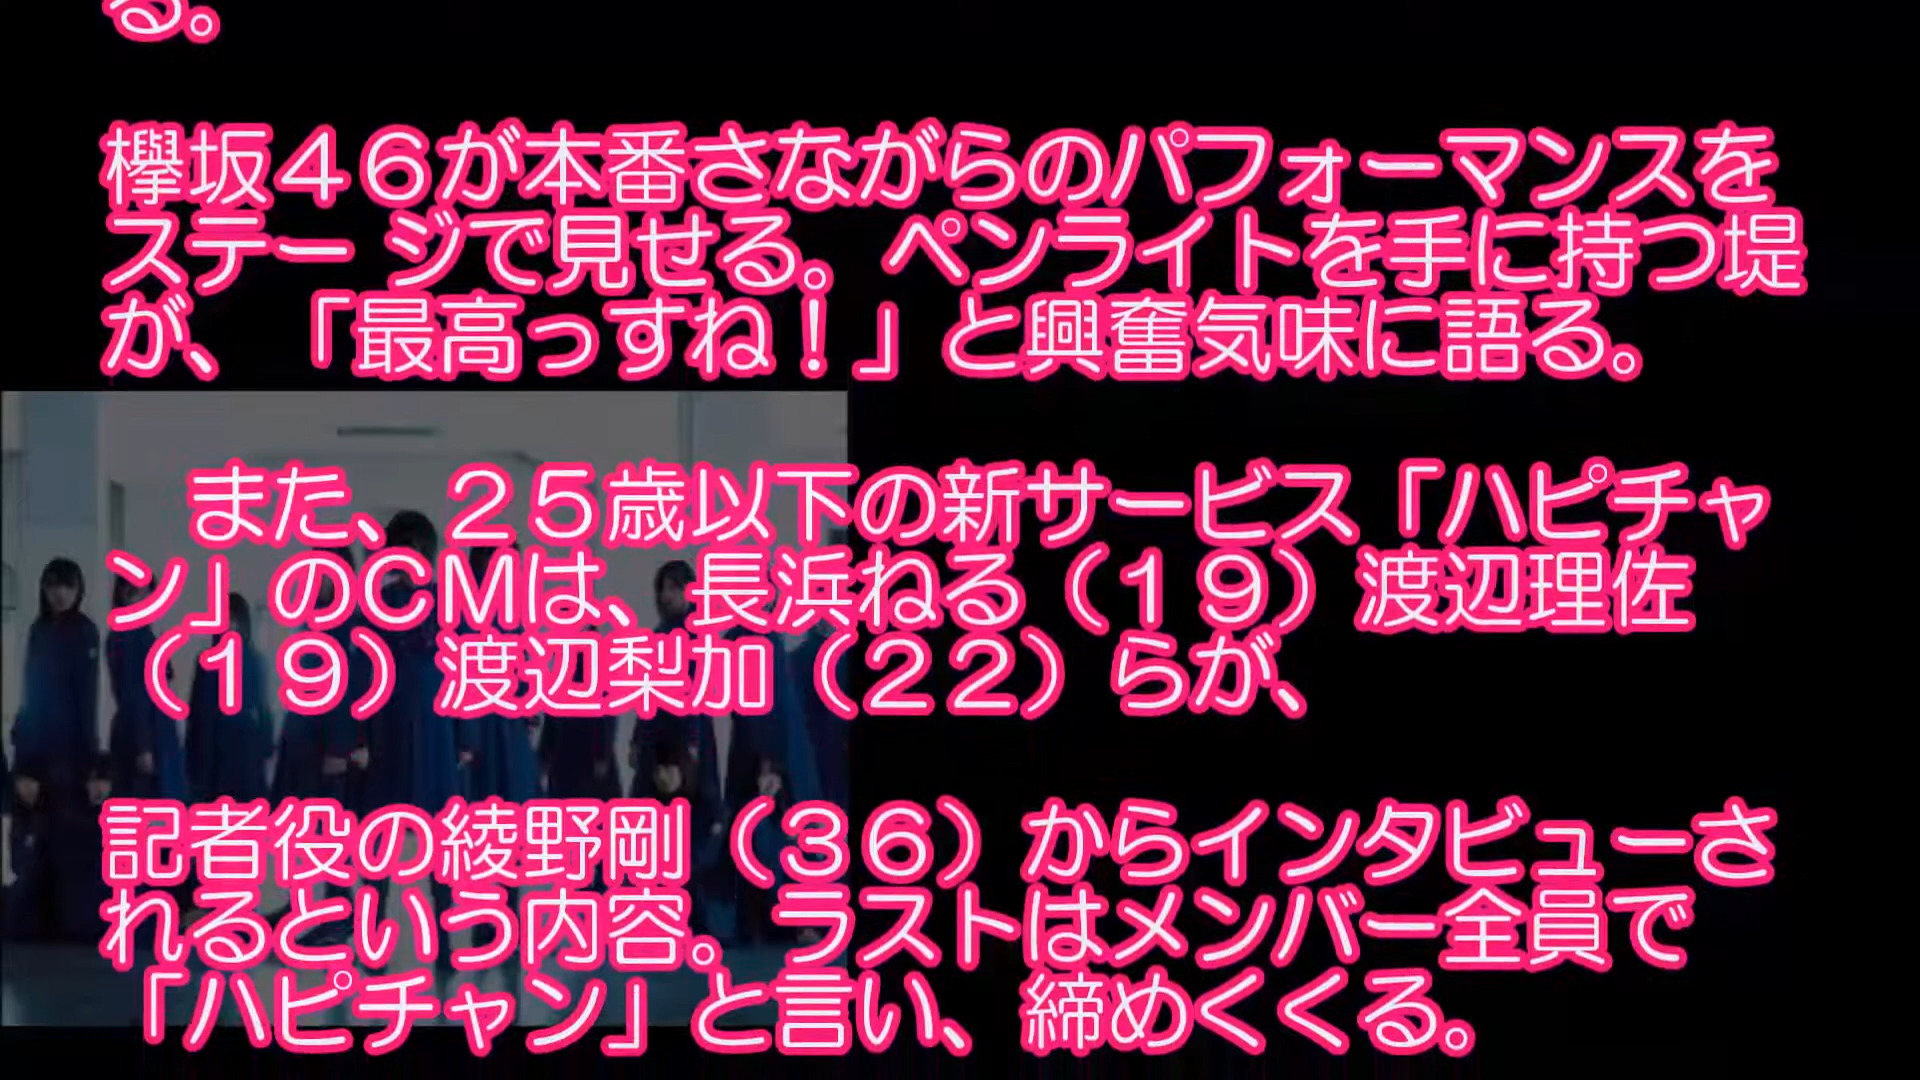 る。
欅坂４６が本番さながらのパフォーマンスを
ステー ジで見せる。ペンライトを手に持つ堤
が、「最高っすね！」と興奮気味に語る。
また、２５歳以下の新サービス「ハピチャ
ン」のＣＭは、長浜ねる（１９）渡辺理佐
（１９）渡辺梨加（２２）らが、
記者役の綾野剛（３６）からインタビューさ
れるという内容。ラストはメンバー全員で
「ハピチャン」と言い、締めくくる。